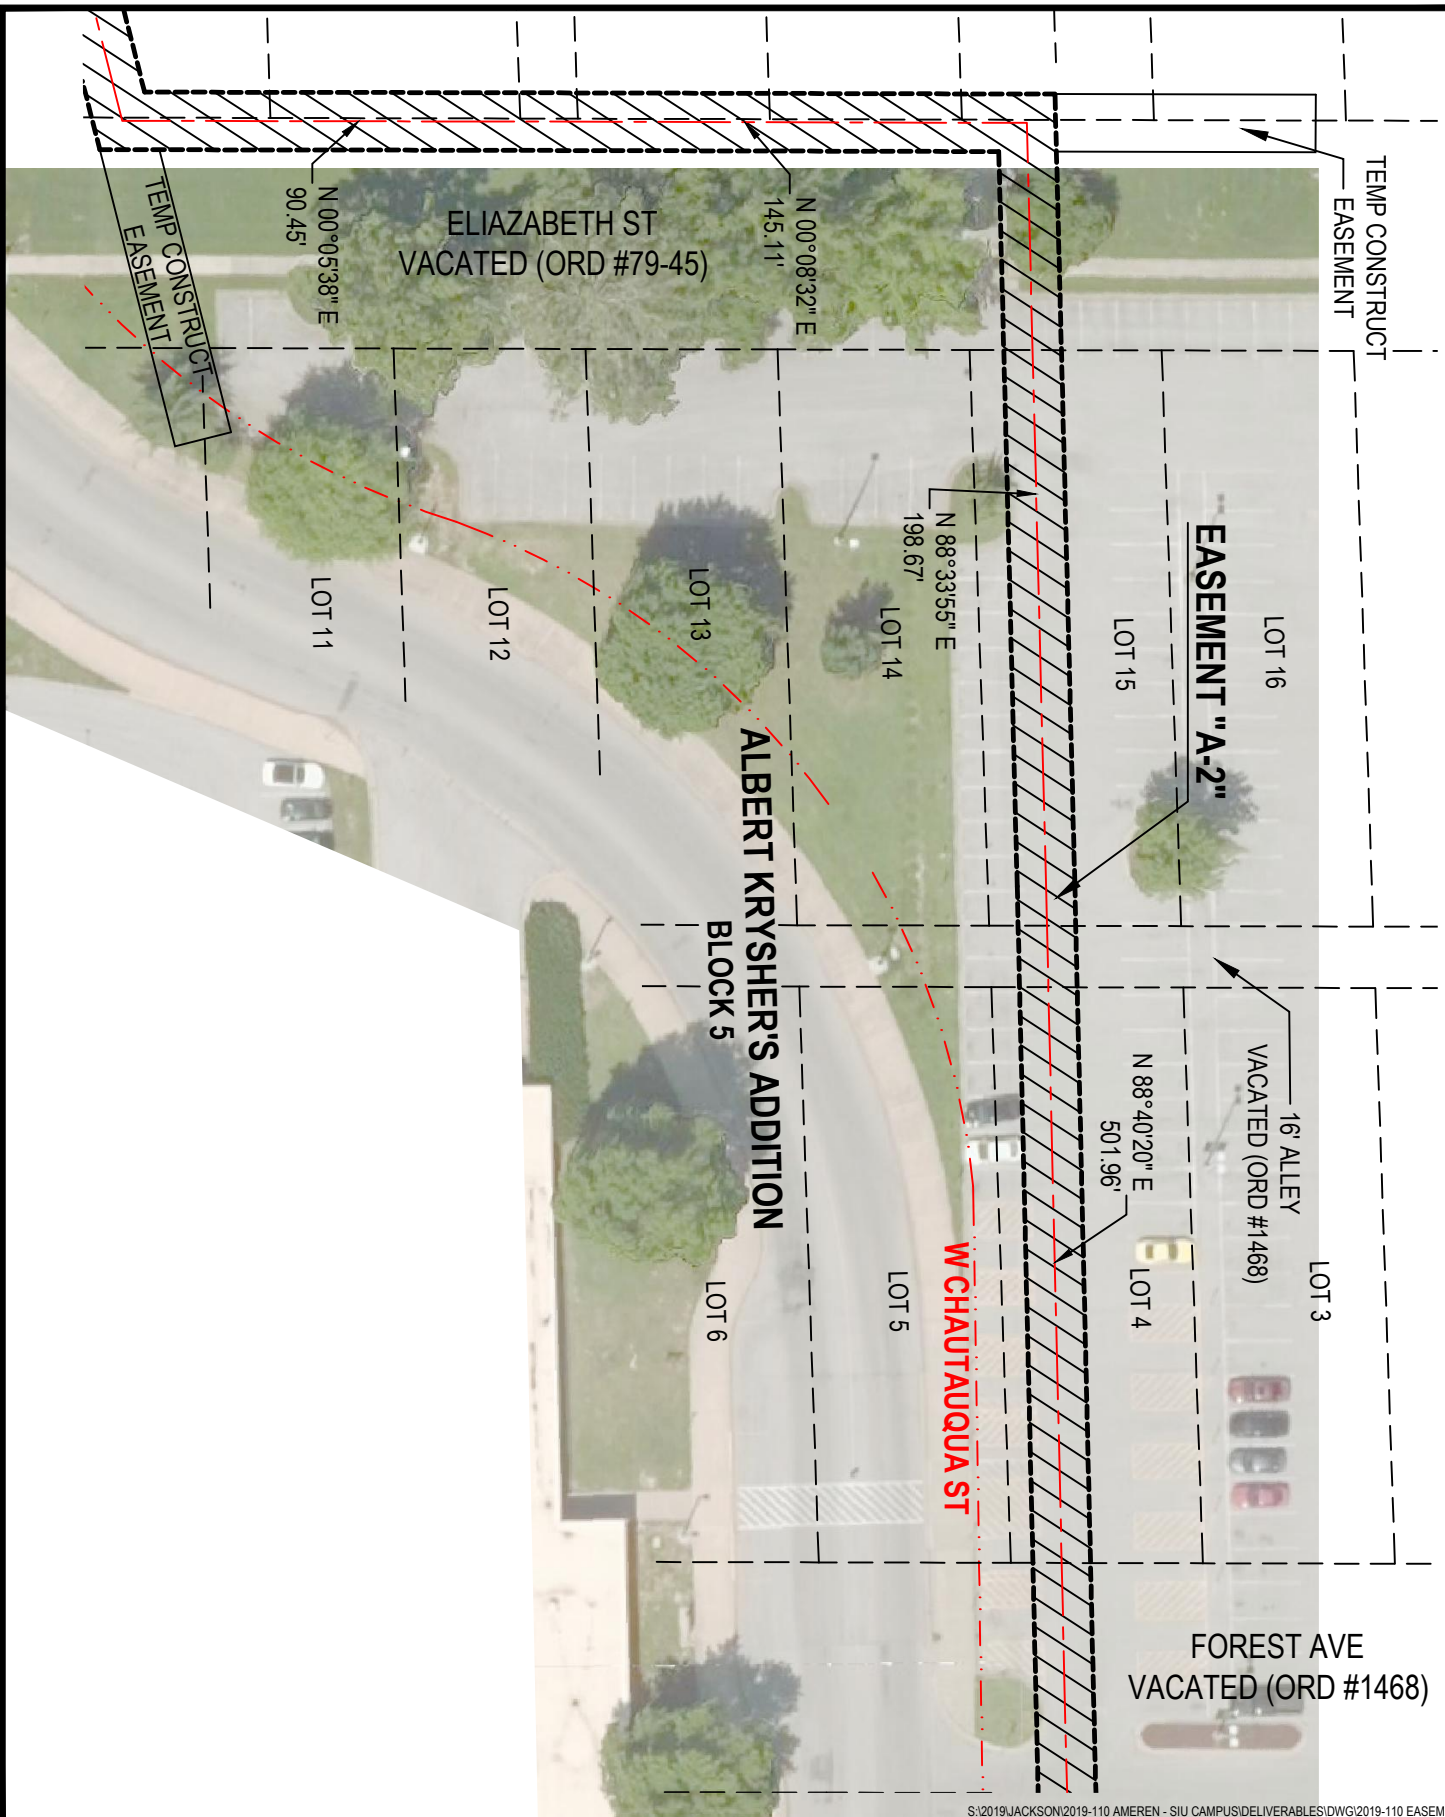 TEMP CONSTRUCT
EASEMENT
TEMP CONSTRUCT
EASEMENT
N 00°05'38" E
90.45'
ELIAZABETH ST
VACATED (ORD #79-45)
N 00°08'32" E
145.11'
N 88°33'55" E
198.67'
EASEMENT "A-2"
LOT 16
LOT 15
LOT 14
LOT 13
LOT 12
LOT 11
ALBERT KRYSHER'S ADDITION
BLOCK 5
16' ALLEY
VACATED (ORD #1468)
N 88°40'20" E
501.96'
LOT 3
LOT 4
LOT 5
LOT 6
W CHAUTAUQUA ST
FOREST AVE
VACATED (ORD #1468)
S:\2019\JACKSON\2019-110 AMEREN - SIU CAMPUS\DELIVERABLES\DWG\2019-110 EASEM